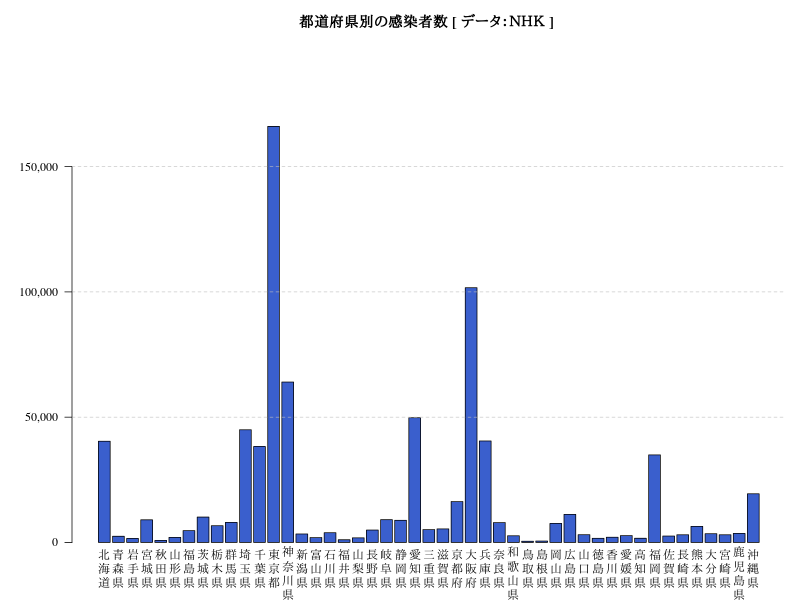 都道府県別の感染者数 [ データ：NHK ]
150,000
100,000
50,000
0
北海道
青森県
岩手県
宮城県
秋田県
山形県
福島県
茨城県
栃木県
群馬県
埼玉県
千葉県
東京都
神奈川県
新潟県
富山県
石川県
福井県
山梨県
長野県
岐阜県
静岡県
愛知県
三重県
滋賀県
京都府
大阪府
兵庫県
奈良県
和歌山県
鳥取県
島根県
岡山県
広島県
山口県
徳島県
香川県
愛媛県
高知県
福岡県
佐賀県
長崎県
熊本県
大分県
宮崎県
鹿児島県
沖縄県